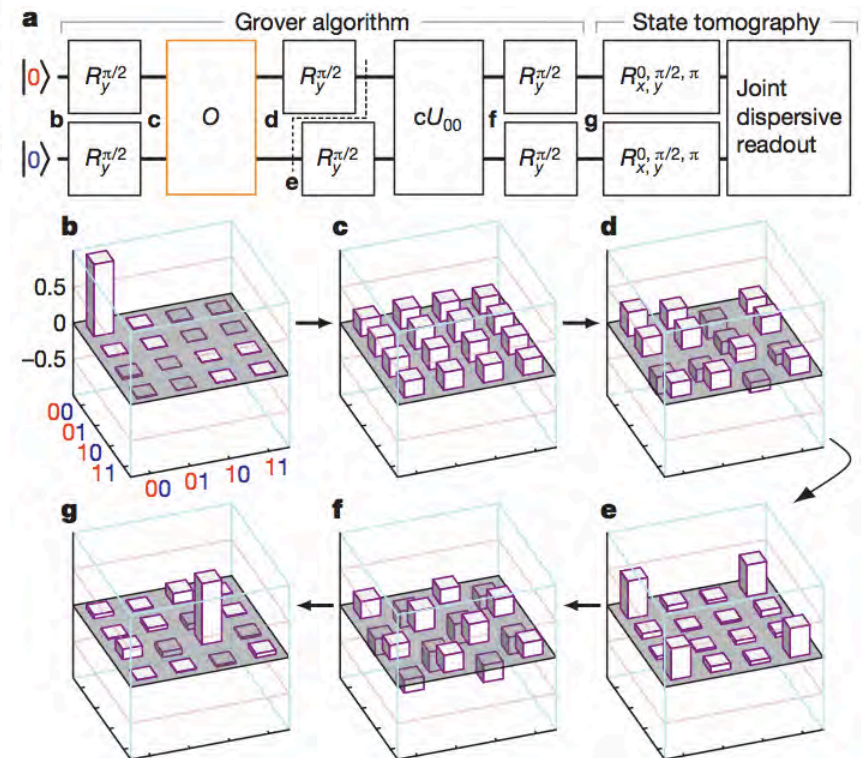 a Grover algorithm State tomography
|0⟩ R_y^{π/2} O R_y^{π/2} cU_{00} R_y^{π/2} R_{x, y}^{0, π/2, π} Joint dispersive readout
b c d f g
|0⟩ R_y^{π/2} R_y^{π/2} R_y^{π/2} R_{x, y}^{0, π/2, π}
e
b c d
0.5
0
−0.5
00
01
10
11
00 01 10 11
g f e